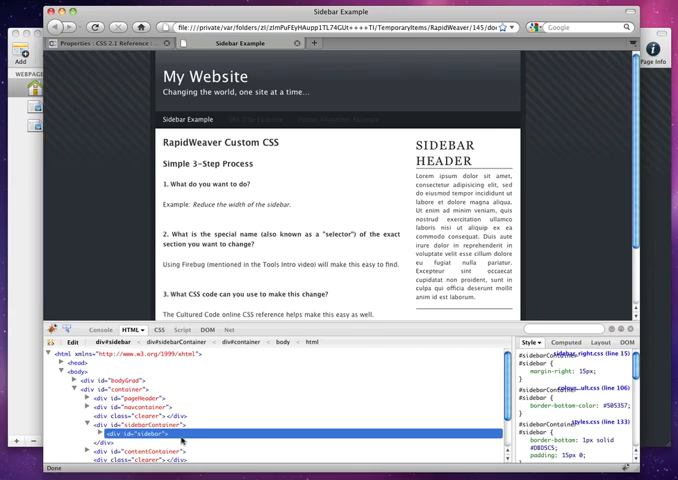 Sidebar Example
file:///private/var/folders/zl/zlmPuFEyHaupp1TL74GUt++++TI/TemporaryItems/RapidWeaver/145/do
Google
Properties : CSS 2.1 Reference :
Sidebar Example
Add
Page Info
WEBPAGE
My Website
Changing the world, one site at a time...
Sidebar Example
RapidWeaver Custom CSS
Simple 3-Step Process
1. What do you want to do?
Example: Reduce the width of the sidebar.
2. What is the special name (also known as a "selector") of the exact
section you want to change?
Using Firebug (mentioned in the Tools Intro video) will make this easy to find.
3. What CSS code can you use to make this change?
The Cultured Code online CSS reference helps make this easy as well.
SIDEBAR
HEADER
Lorem ipsum dolor sit amet,
consectetur adipisicing elit, sed
do eiusmod tempor incididunt ut
labore et dolore magna aliqua.
Ut enim ad minim veniam, quis
nostrud exercitation ullamco
laboris nisi ut aliquip ex ea
commodo consequat. Duis aute
irure dolor in reprehenderit in
voluptate velit esse cillum dolore
eu fugiat nulla pariatur.
Excepteur sint occaecat
cupidatat non proident, sunt in
culpa qui officia deserunt mollit
anim id est laborum.
Console HTML CSS Script DOM Net
Edit div#sidebar div#sidebarContainer div#container body html
<html xmlns="http://www.w3.org/1999/xhtml">
<head>
<body>
<div id="bodyGrad">
<div id="container">
<div id="pageHeader">
<div id="navcontainer">
<div class="clearer"></div>
<div id="sidebarContainer">
<div id="sidebar">
</div>
<div id="contentContainer">
<div class="clearer"></div>
Style Computed Layout DOM
#sidebarContainer sidebar_right.css (line 15)
margin-right: 15px;
}
#sidebarContainer
#sidebar {
border-bottom-color: #505357;
}
#sidebarContainer styles.css (line 133)
#sidebar {
border-bottom: 1px solid
#DBDSCS;
padding: 15px 0;
Done